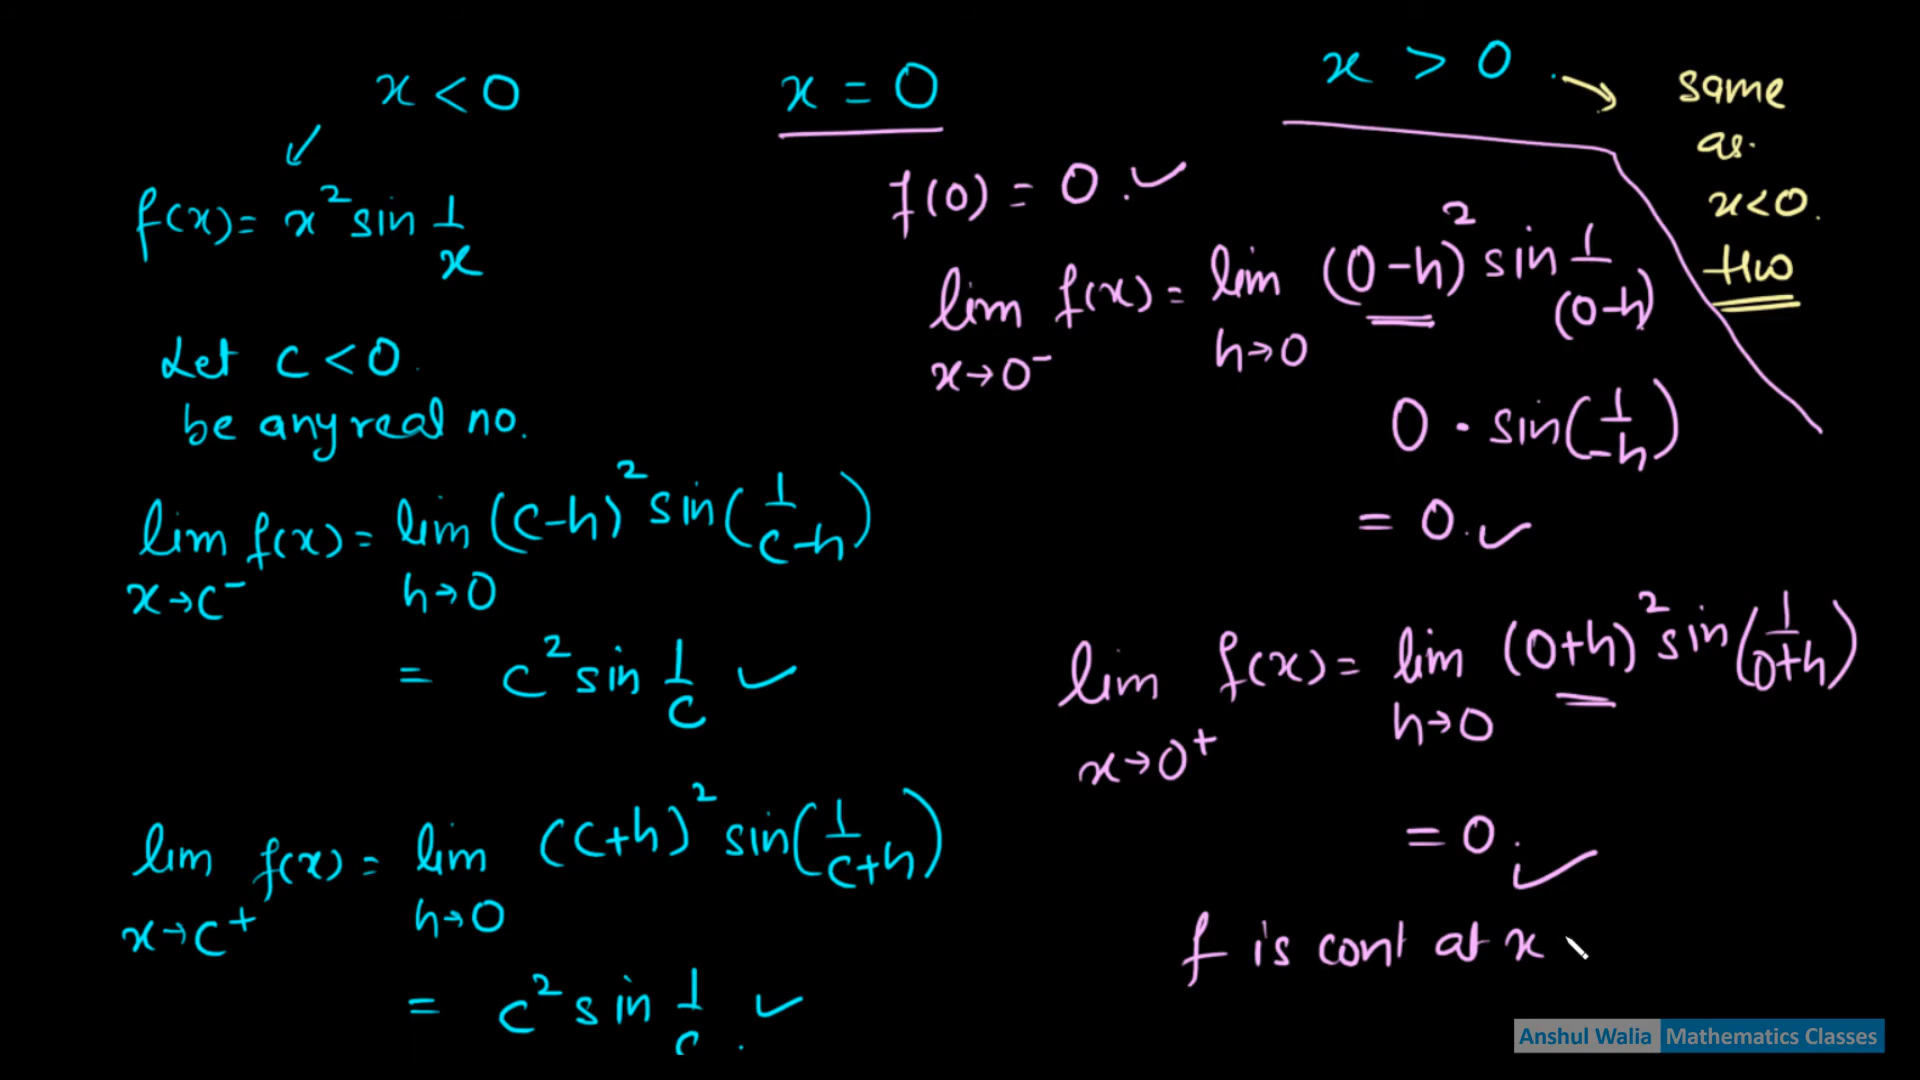 x < 0
f(x) = x² sin 1/x
Let c < 0.
be any real no.
lim x→c⁻ f(x) = lim h→0 (c-h)² sin(1/c-h)
= c² sin 1/c ✓
lim x→c⁺ f(x) = lim h→0 (c+h)² sin(1/c+h)
= c² sin 1/c. ✓
x = 0
f(0) = 0. ✓
lim x→0⁻ f(x) = lim h→0 (0-h)² sin 1/(0-h)
0 · sin(1/-h)
= 0. ✓
lim x→0⁺ f(x) = lim h→0 (0+h)² sin(1/0+h)
= 0. ✓
f is cont at x
x > 0. →
same
as.
x<0.
HW
Anshul Walia Mathematics Classes